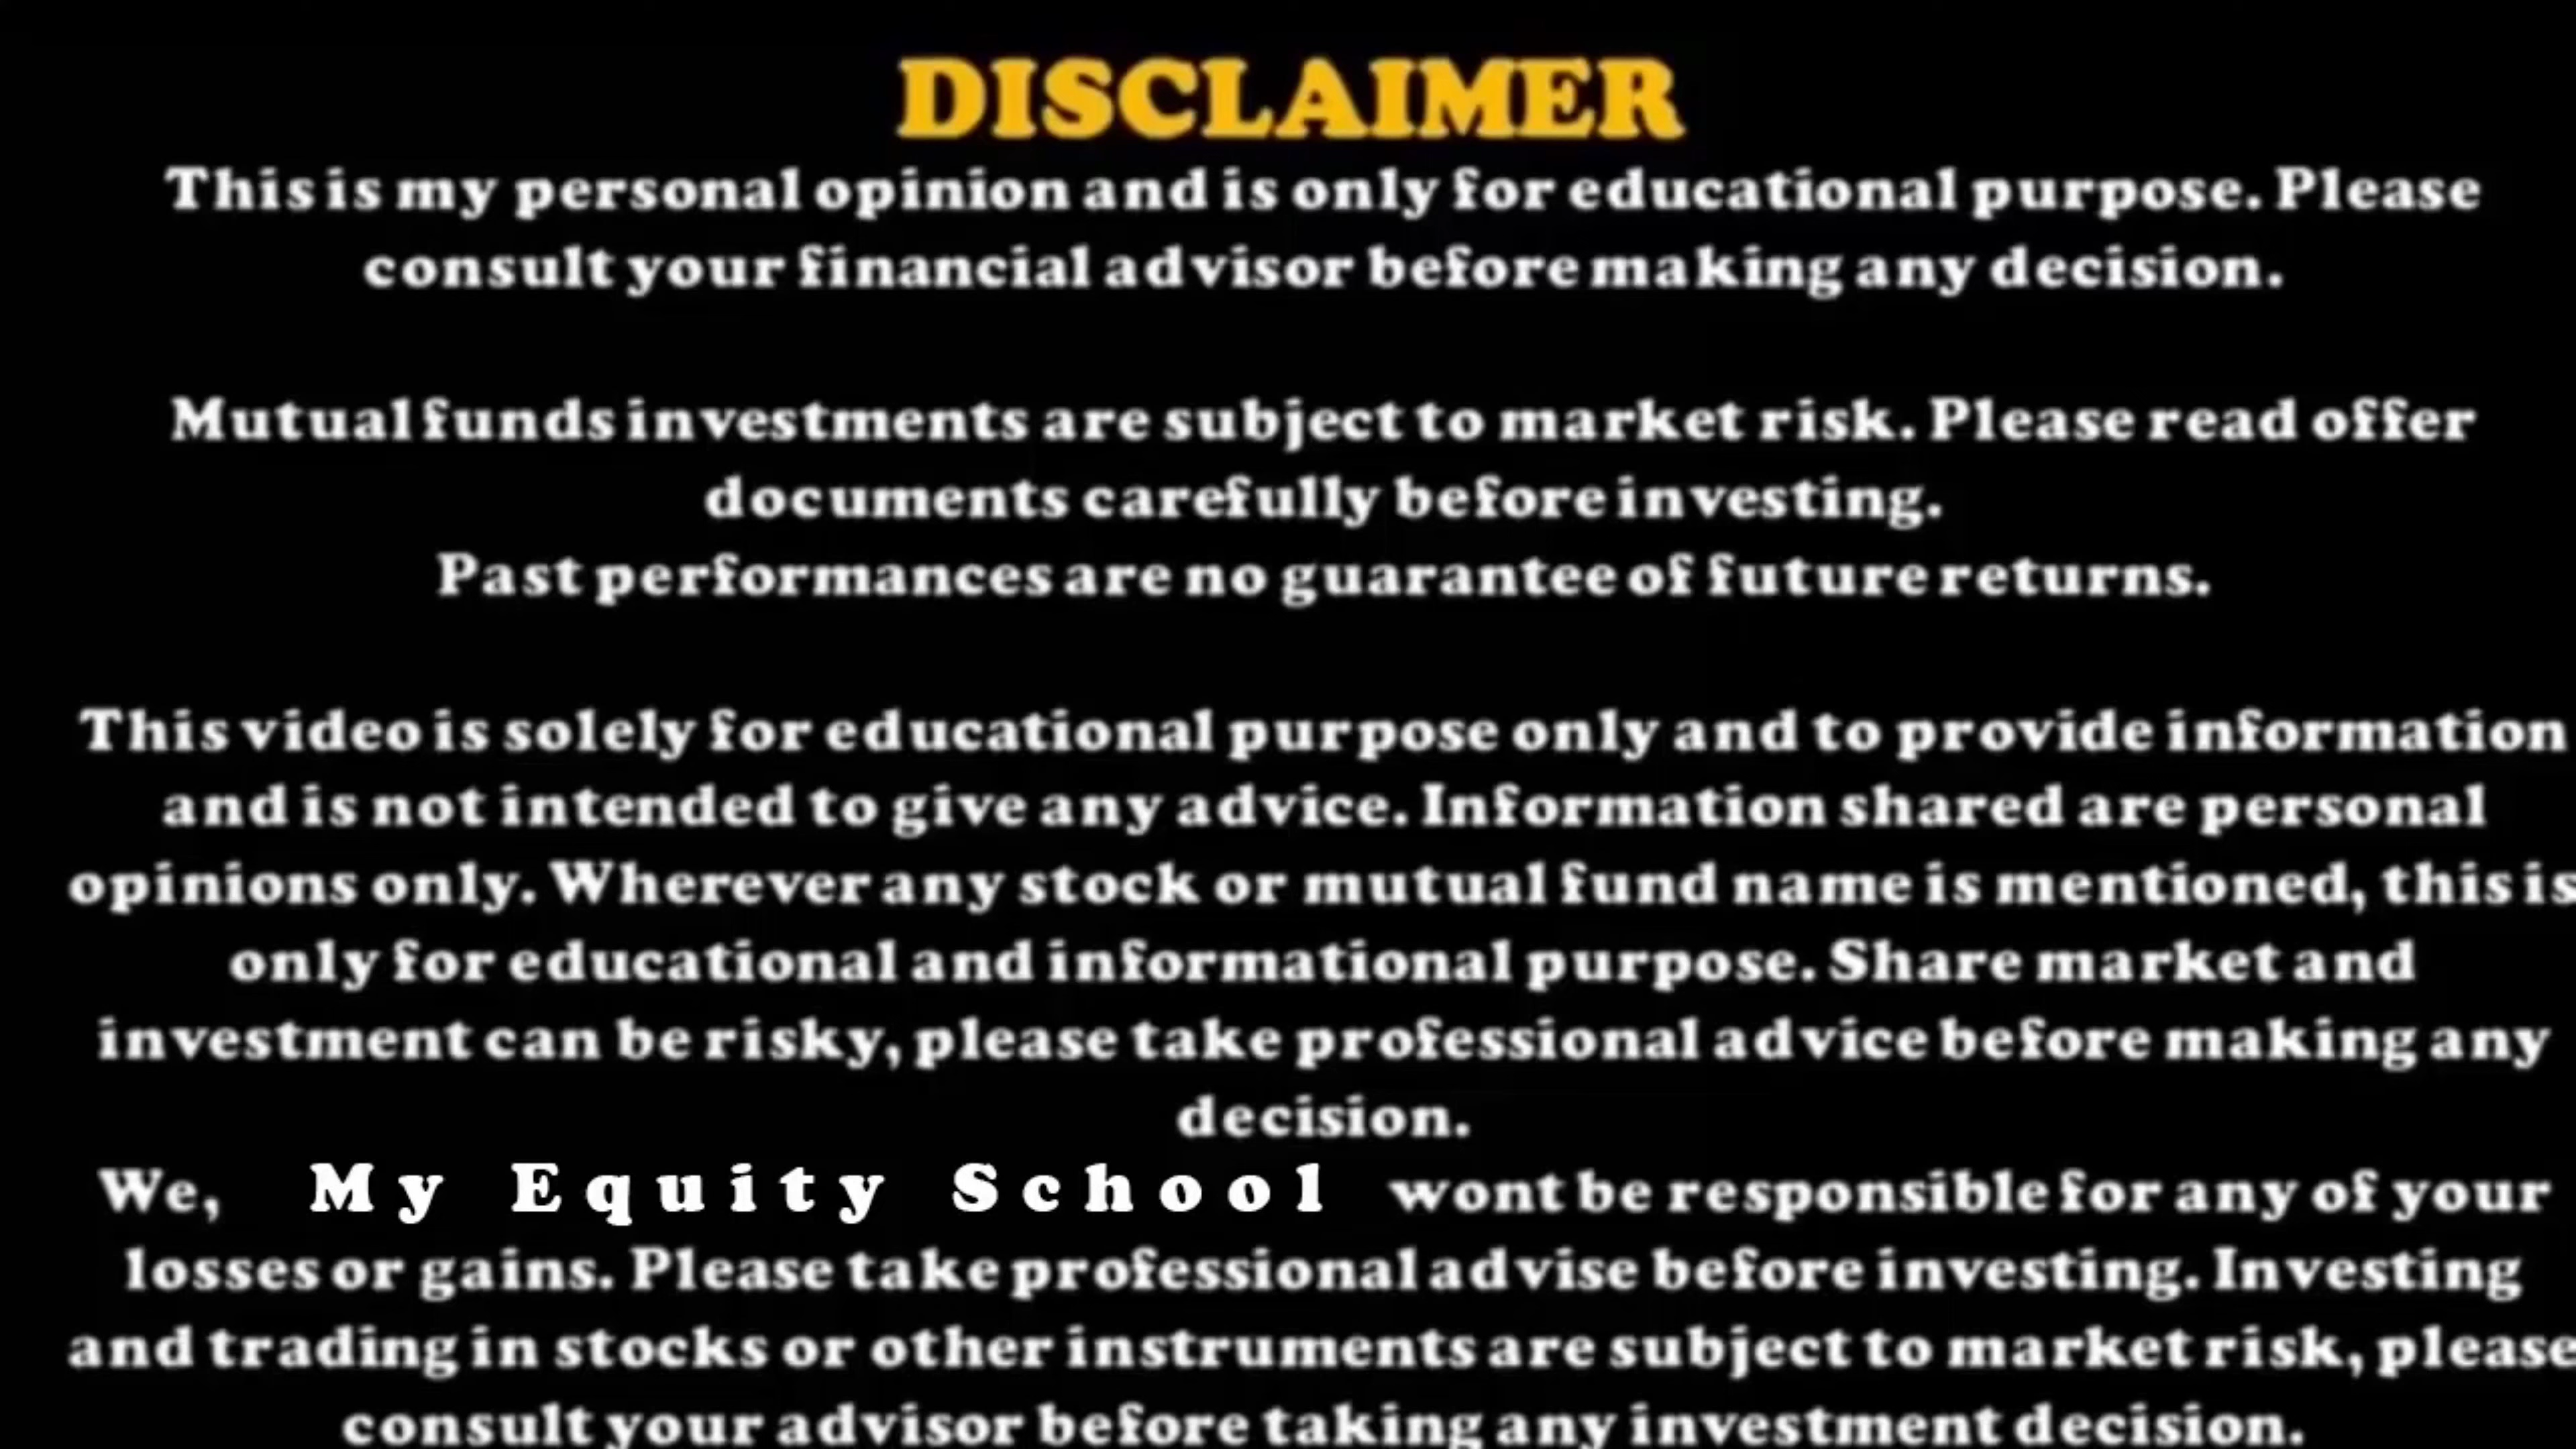 DISCLAIMER
This is my personal opinion and is only for educational purpose. Please
consult your financial advisor before making any decision.
Mutual funds investments are subject to market risk. Please read offer
documents carefully before investing.
Past performances are no guarantee of future returns.
This video is solely for educational purpose only and to provide information
and is not intended to give any advice. Information shared are personal
opinions only. Wherever any stock or mutual fund name is mentioned, this is
only for educational and informational purpose. Share market and
investment can be risky, please take professional advice before making any
decision.
We, My Equity School wont be responsible for any of your
losses or gains. Please take professional advise before investing. Investing
and trading in stocks or other instruments are subject to market risk, please
consult your advisor before taking any investment decision.